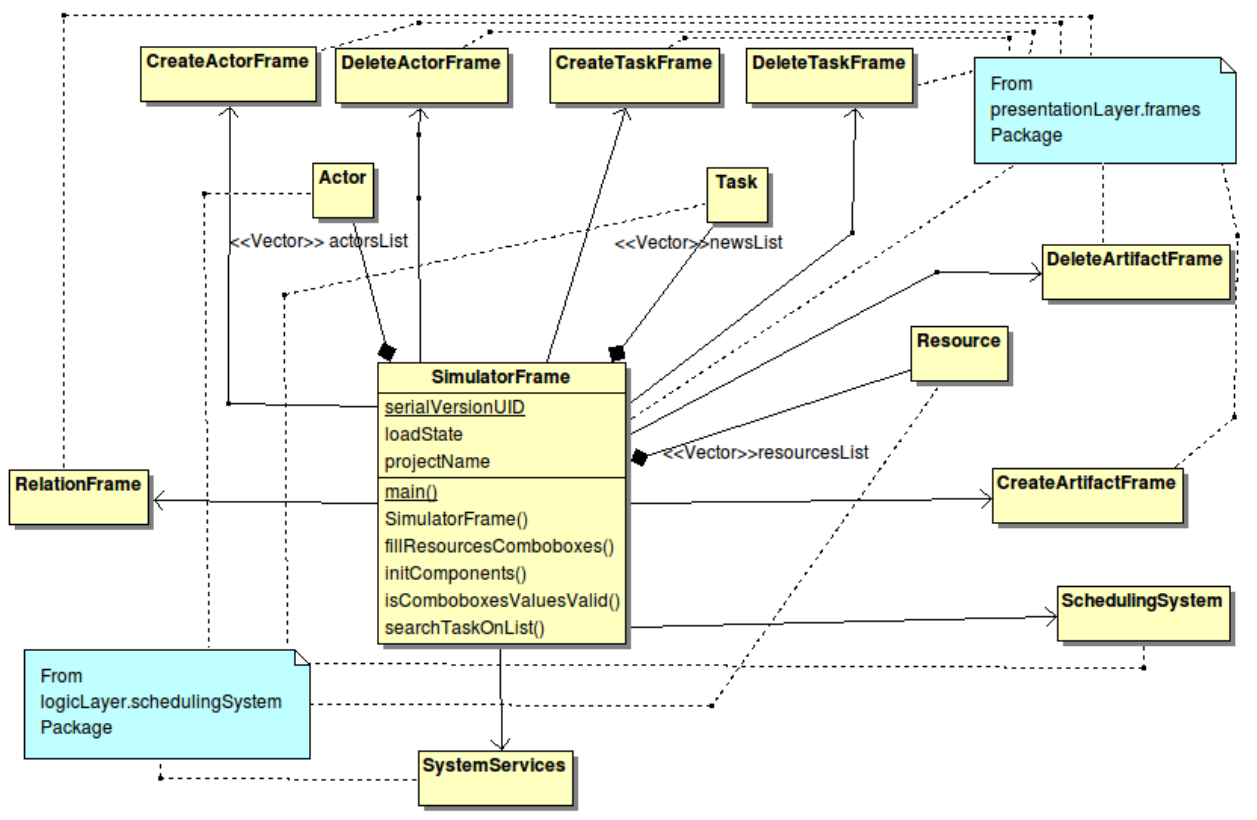 CreateActorFrame
DeleteActorFrame
CreateTaskFrame
DeleteTaskFrame
From
presentationLayer.frames
Package
Actor
Task
<<Vector>> actorsList
<<Vector>>newsList
DeleteArtifactFrame
Resource
SimulatorFrame
serialVersionUID
loadState
projectName
<<Vector>>resourcesList
RelationFrame
CreateArtifactFrame
main()
SimulatorFrame()
fillResourcesComboboxes()
initComponents()
isComboboxesValuesValid()
searchTaskOnList()
SchedulingSystem
From
logicLayer.schedulingSystem
Package
SystemServices